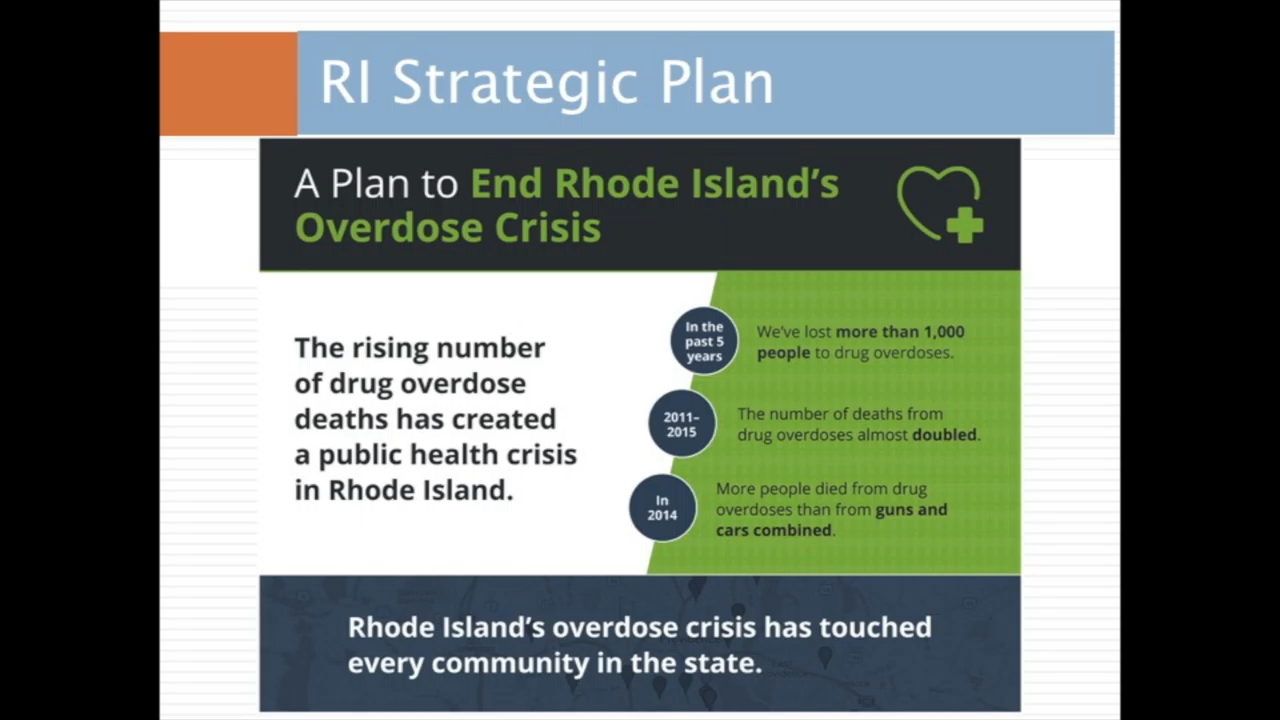 RI Strategic Plan
A Plan to End Rhode Island's
Overdose Crisis
The rising number
of drug overdose
deaths has created
a public health crisis
in Rhode Island.
In the
past 5
years
We've lost more than 1,000
people to drug overdoses.
2011–
2015
The number of deaths from
drug overdoses almost doubled.
In
2014
More people died from drug
overdoses than from guns and
cars combined.
Rhode Island's overdose crisis has touched
every community in the state.